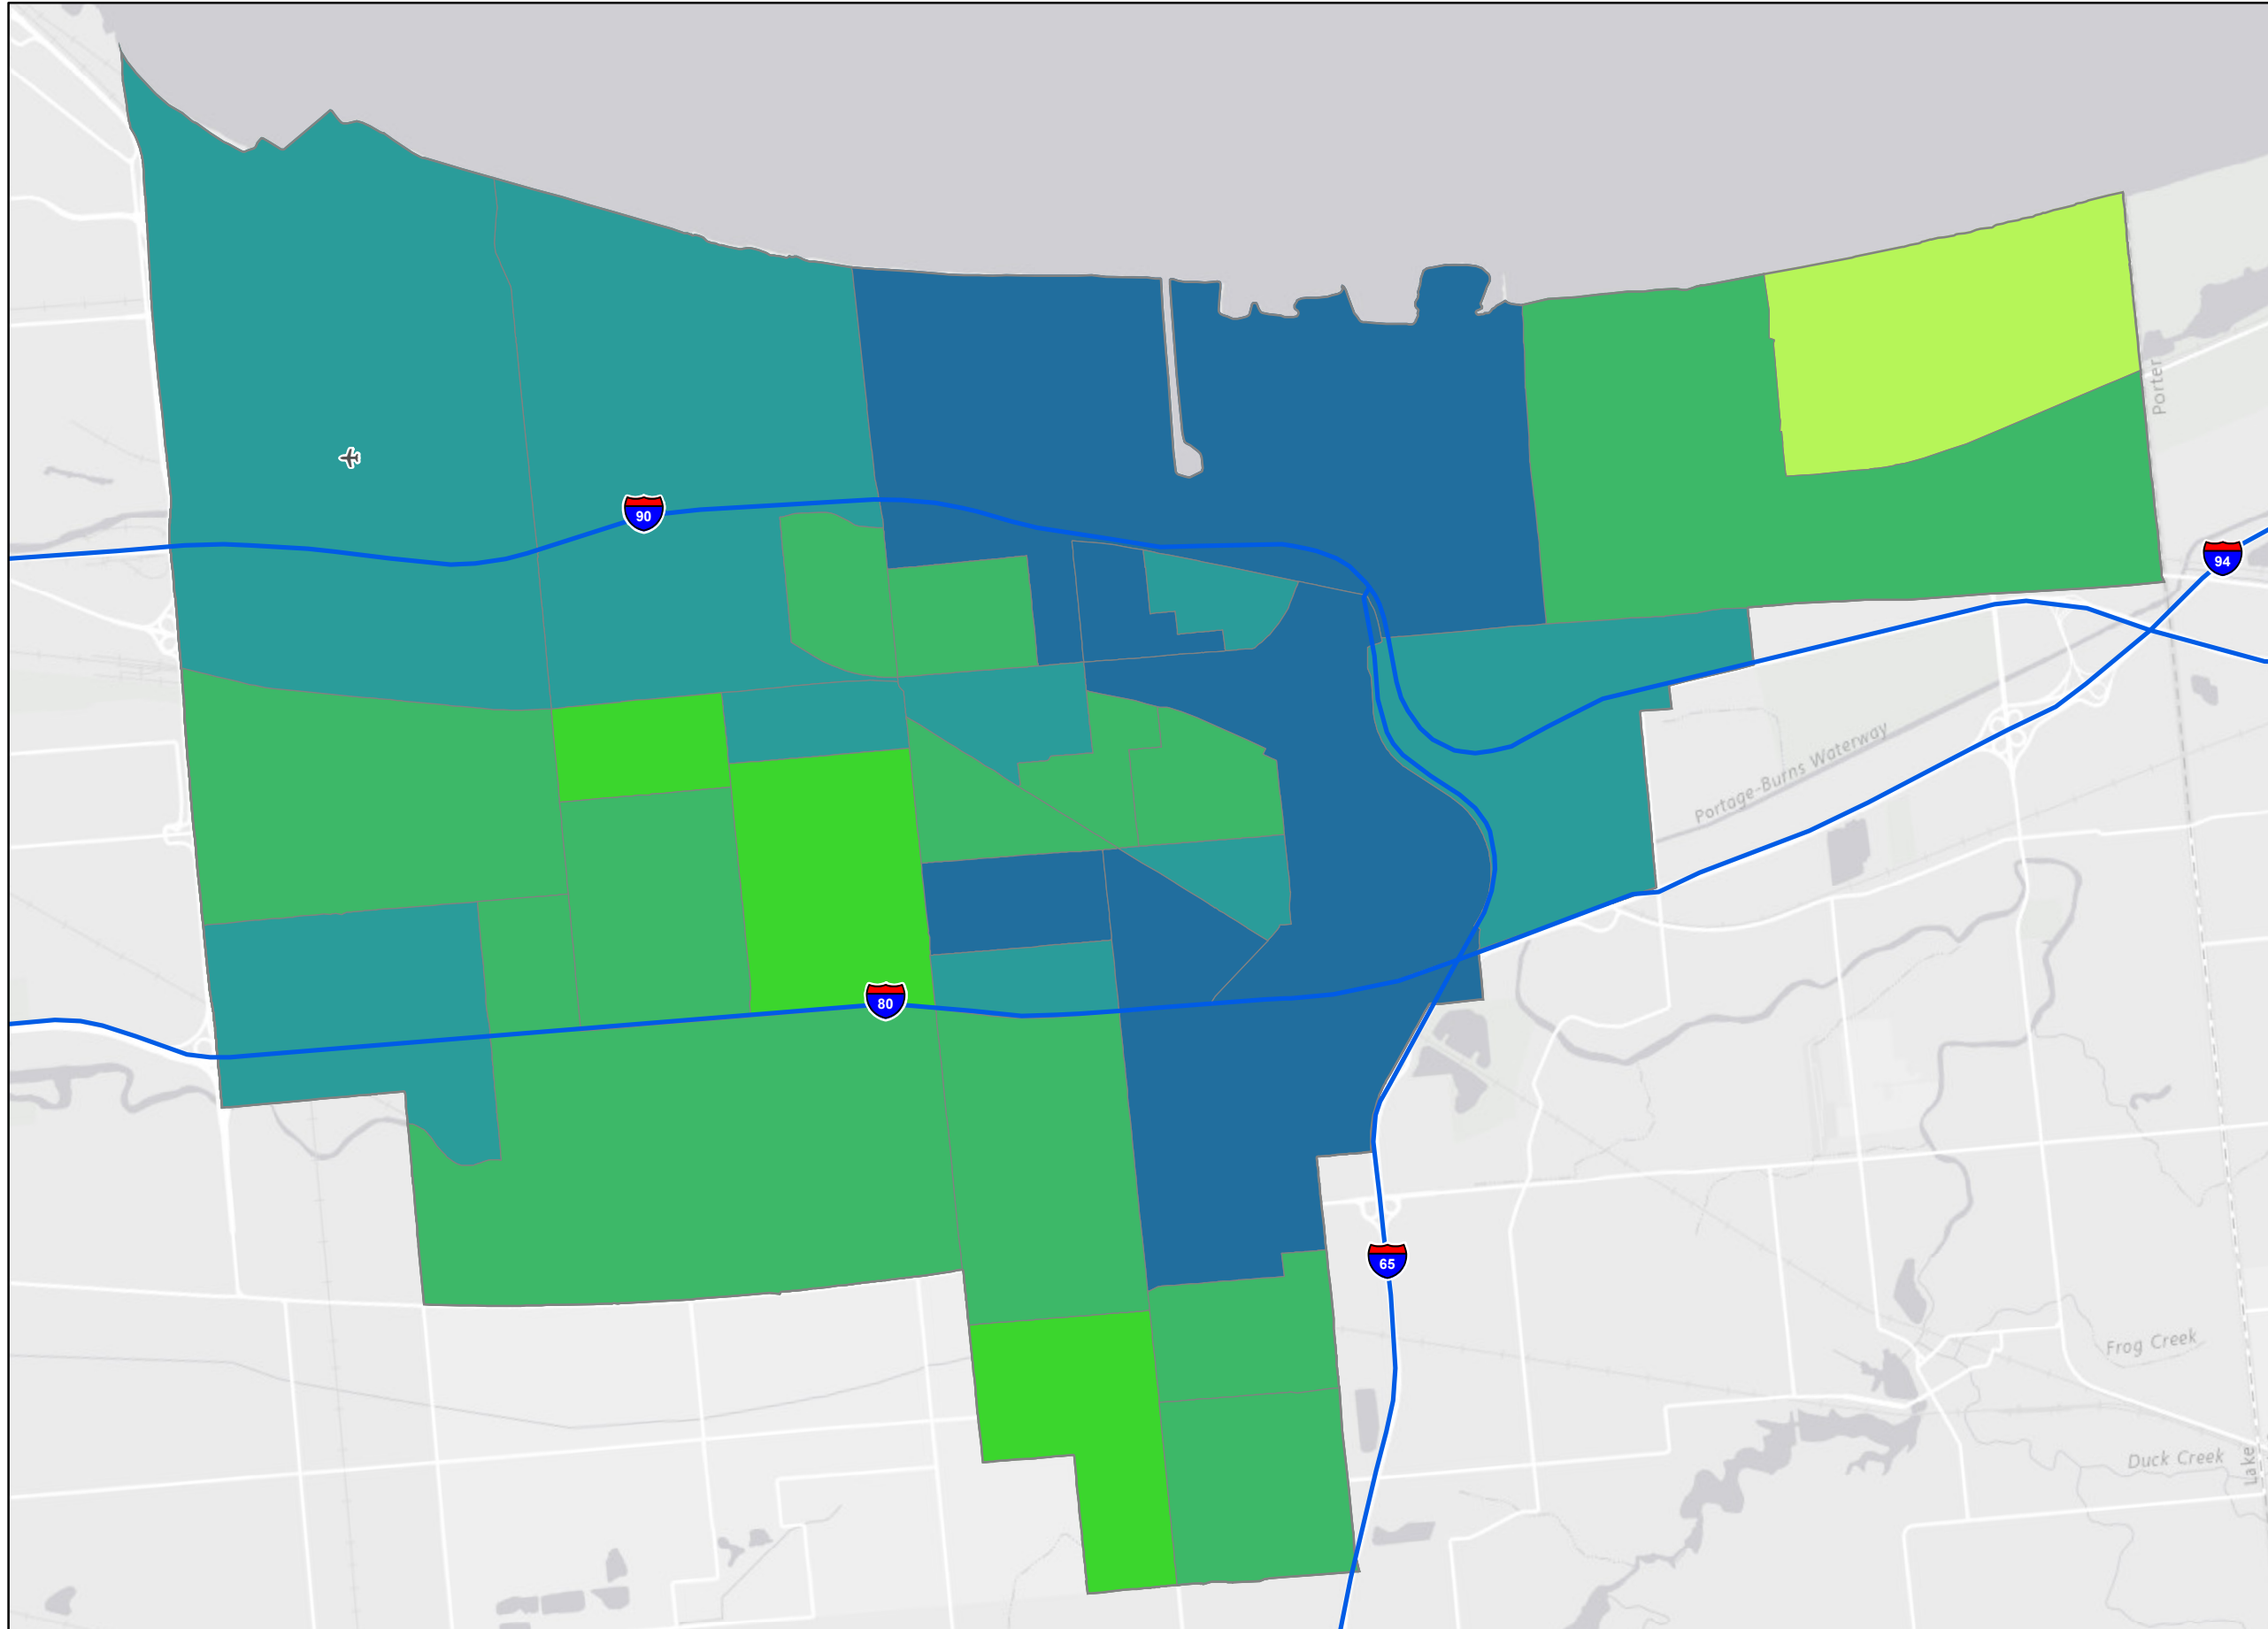 Porter
90
94
Portage-Burns Waterway
80
65
Frog Creek
Duck Creek
Lake